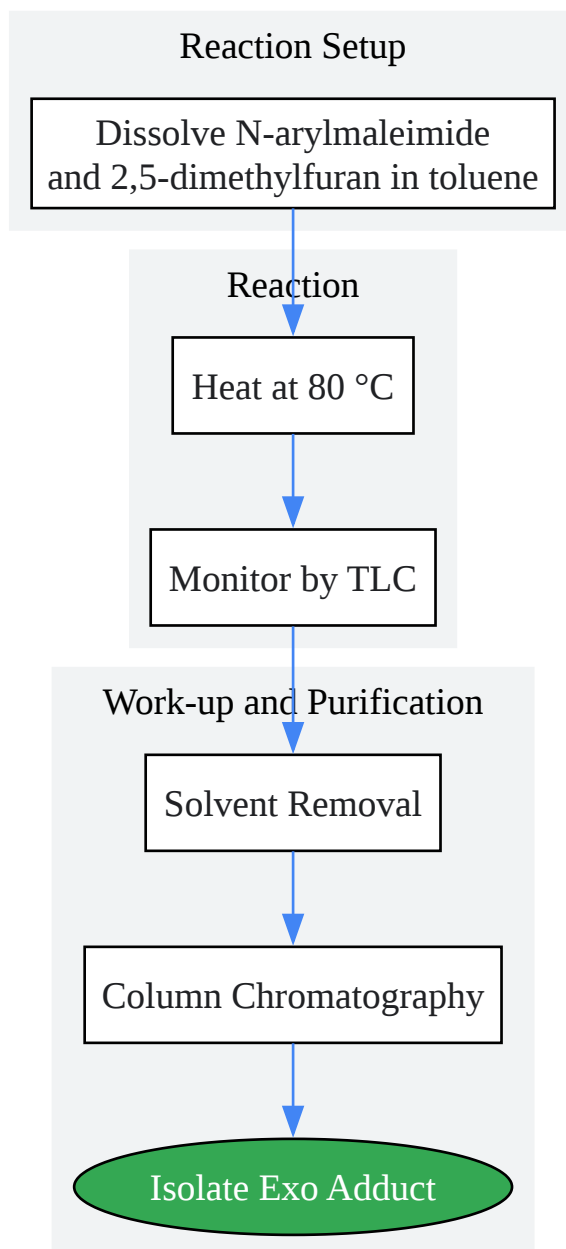 Reaction Setup
Dissolve N-arylmaleimide
and 2,5-dimethylfuran in toluene
Reaction
Heat at 80 °C
Monitor by TLC
Work-up and Purification
Solvent Removal
Column Chromatography
Isolate Exo Adduct